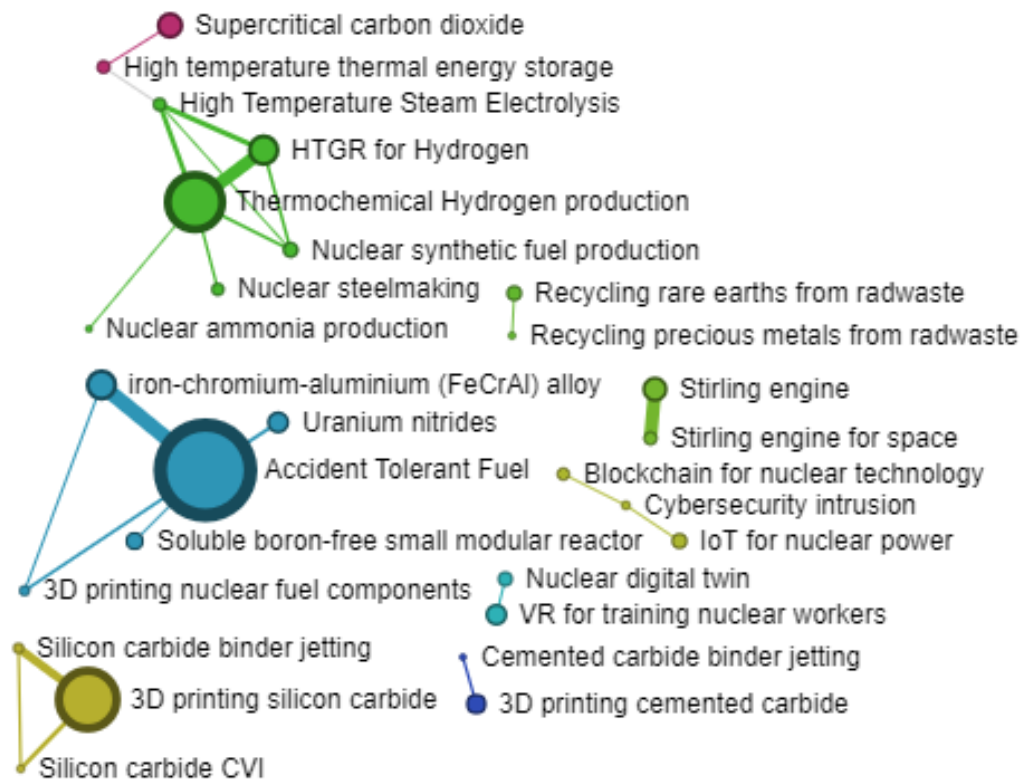 Supercritical carbon dioxide
High temperature thermal energy storage
High Temperature Steam Electrolysis
HTGR for Hydrogen
Thermochemical Hydrogen production
Nuclear synthetic fuel production
Nuclear steelmaking
Recycling rare earths from radwaste
Nuclear ammonia production
Recycling precious metals from radwaste
iron-chromium-aluminium (FeCrAl) alloy
Stirling engine
Uranium nitrides
Stirling engine for space
Accident Tolerant Fuel
Blockchain for nuclear technology
Cybersecurity intrusion
Soluble boron-free small modular reactor
IoT for nuclear power
3D printing nuclear fuel components
Nuclear digital twin
VR for training nuclear workers
Silicon carbide binder jetting
Cemented carbide binder jetting
3D printing silicon carbide
3D printing cemented carbide
Silicon carbide CVI